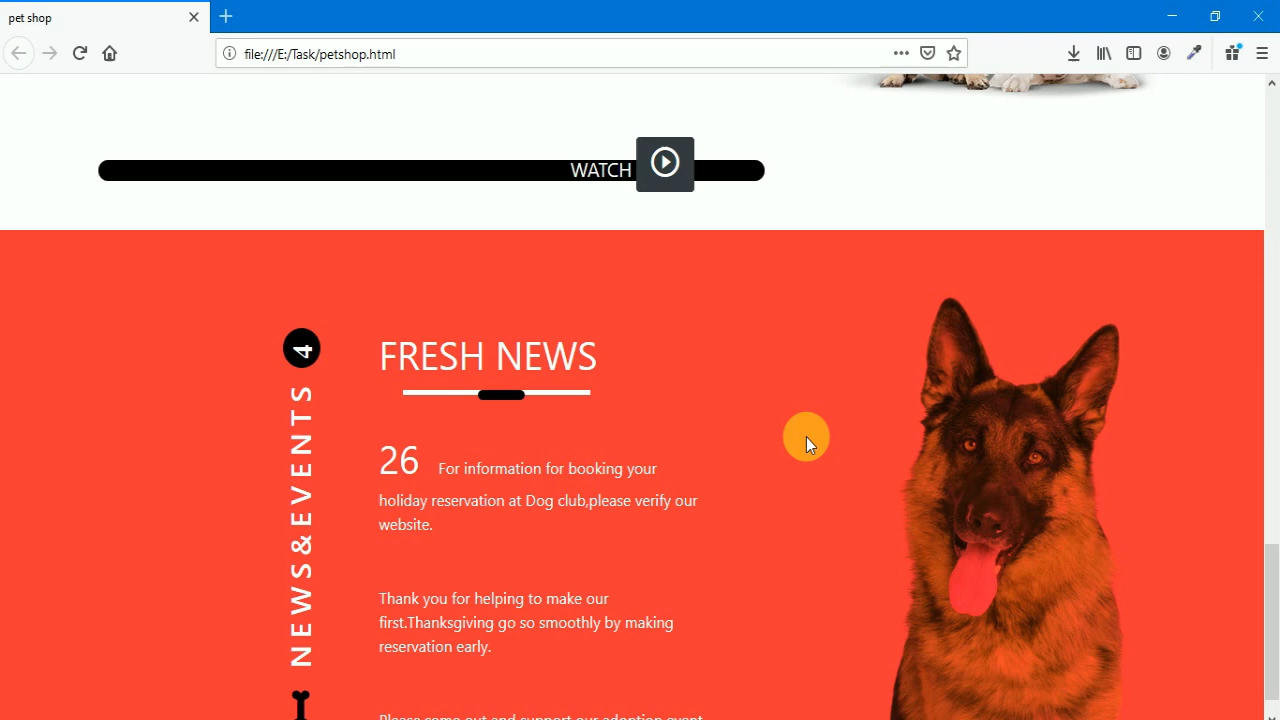 pet shop
file:///E:/Task/petshop.html
WATCH
4
NEWS&EVENTS
FRESH NEWS
26 For information for booking your
holiday reservation at Dog club,please verify our
website.
Thank you for helping to make our
first.Thanksgiving go so smoothly by making
reservation early.
Please come out and support our adoption event